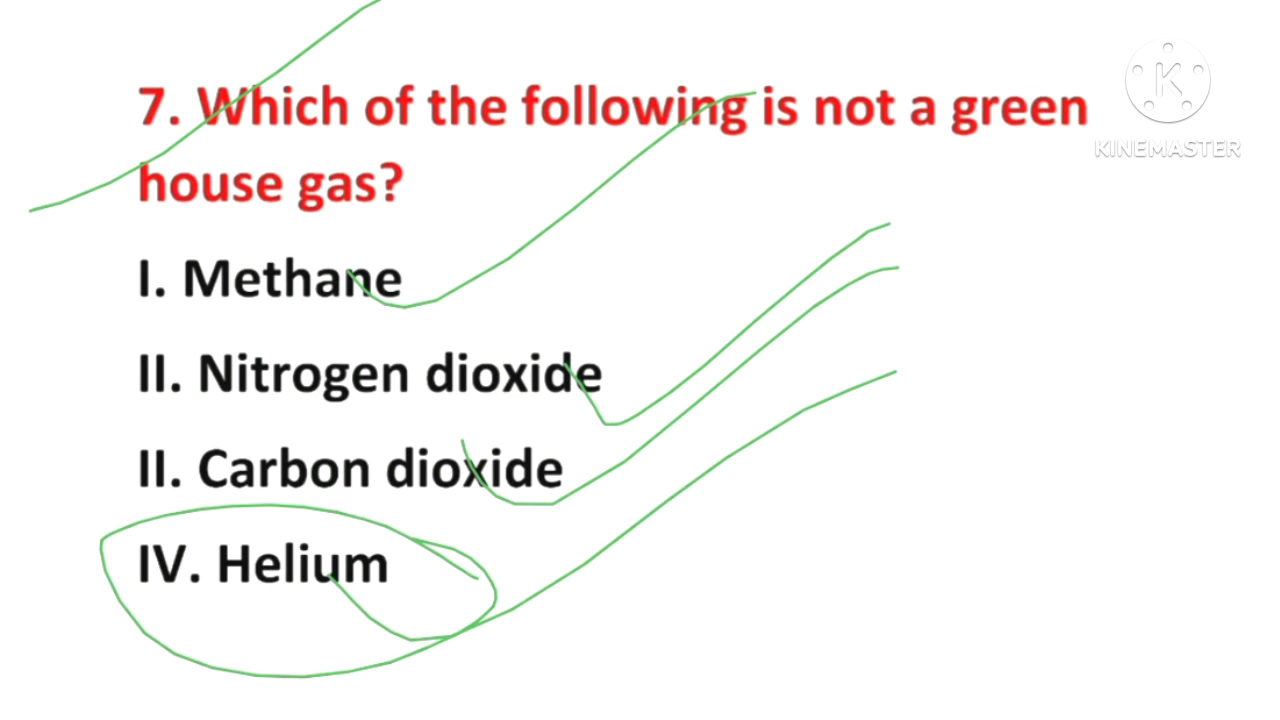 7. Which of the following is not a green
house gas?
I. Methane
II. Nitrogen dioxide
II. Carbon dioxide
IV. Helium
K
KINEMASTER